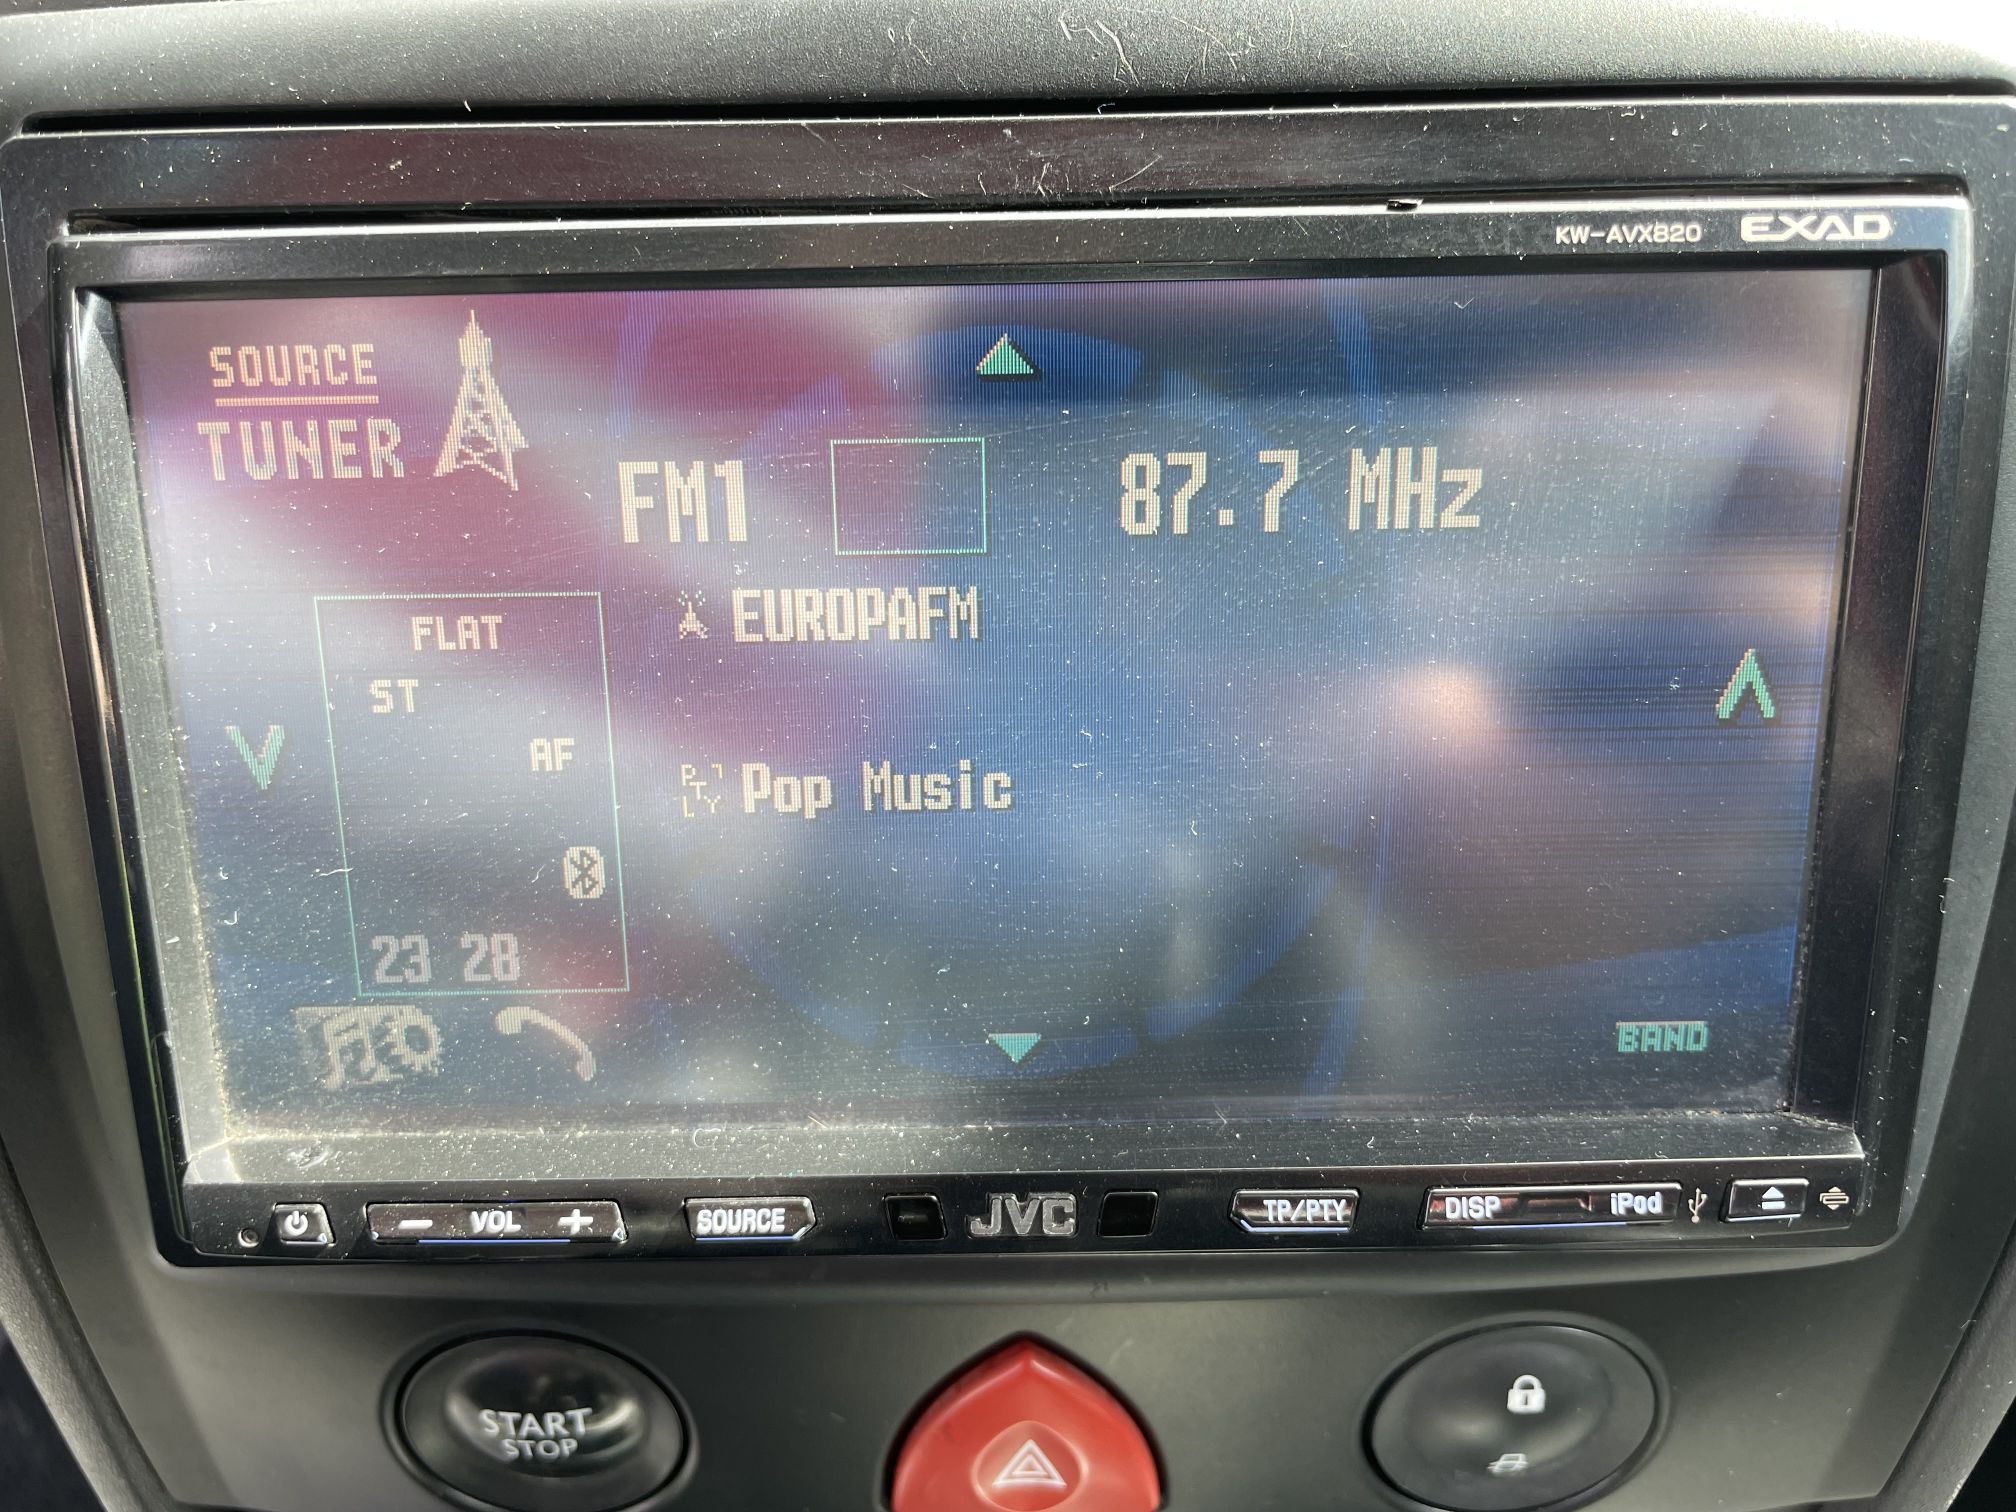 KW-AVX820 EXAD
SOURCE
TUNER
FM1 87.7 MHz
EUROPAFM
FLAT
ST
AF
PTY Pop Music
23 28
BAND
– VOL +
SOURCE
JVC
TP/PTY
DISP iPod
START
STOP